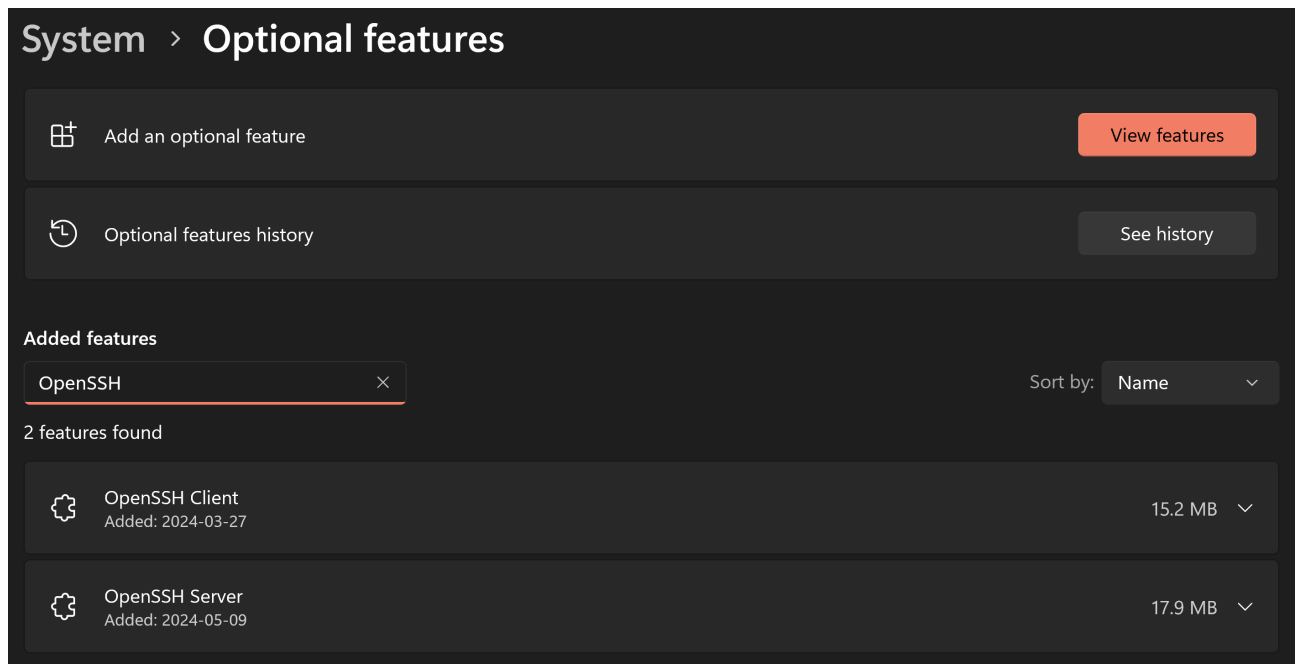 System > Optional features
Add an optional feature
View features
Optional features history
See history
Added features
OpenSSH
Sort by: Name
2 features found
OpenSSH Client
Added: 2024-03-27
15.2 MB
OpenSSH Server
Added: 2024-05-09
17.9 MB